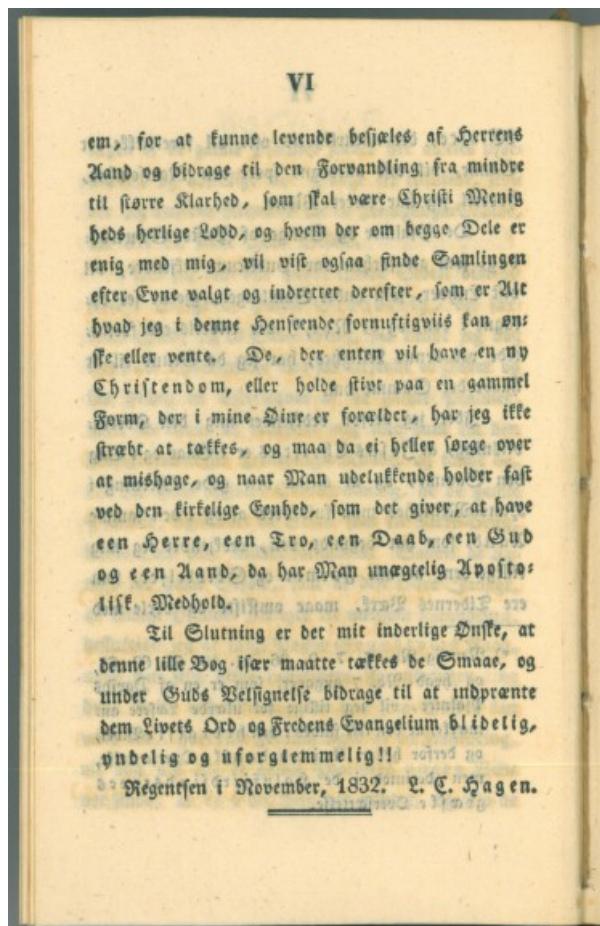 VI
em, for at kunne levende besjæles af Herrens
Aand og bidrage til den Forvandling fra mindre
til større Klarhed, som skal være Christi Menig
heds herlige Lodd, og hvem der om begge Dele er
enig med mig, vil vist ogsaa finde Samlingen
efter Evne valgt og indrettet derefter, som er Alt
hvad jeg i denne Henseende fornuftigviis kan øn-
ske eller vente. De, der enten vil have en ny
Christendom, eller holde stivt paa en gammel
Form, der i mine Øine er forældet, har jeg ikke
stræbt at tækkes, og maa da ei heller sørge over
at mishage, og naar Man udelukkende holder fast
ved den kirkelige Eenhed, som det giver, at have
een Herre, een Tro, een Daab, een Gud
og een Aand, da har Man unægtelig Aposto-
lisk Medhold.
Til Slutning er det mit inderlige Ønske, at
denne lille Bog især maatte tækkes de Smaae, og
under Guds Velsignelse bidrage til at indprænte
dem Livets Ord og Fredens Evangelium blidelig,
yndelig og uforglemmelig!!
Regentsen i November, 1832. L. C. Hagen.